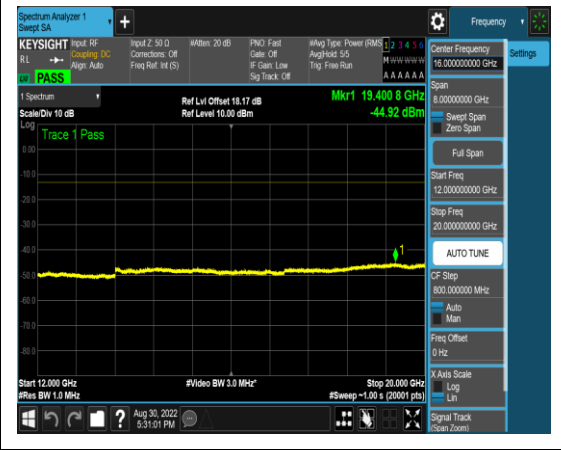 Spectrum Analyzer 1
Swept SA
+
Frequency
KEYSIGHT
Input: RF
Input Z: 50 Ω
#Atten: 20 dB
PNO: Fast
#Avg Type: Power (RMS
1 2 3 4 5 6
RL
Coupling: DC
Corrections: Off
Gate: Off
Avg|Hold: 5/5
M W W W W W
Align: Auto
Freq Ref: Int (S)
IF Gain: Low
Trig: Free Run
Sig Track: Off
A A A A A A
LW PASS
1 Spectrum
Ref Lvl Offset 18.17 dB
Mkr1 19.400 8 GHz
Scale/Div 10 dB
Ref Level 10.00 dBm
-44.92 dBm
Log
Trace 1 Pass
0.00
-10.0
-20.0
-30.0
-40.0
1
-50.0
-60.0
-70.0
-80.0
Start 12.000 GHz
#Video BW 3.0 MHz*
Stop 20.000 GHz
#Res BW 1.0 MHz
#Sweep ~1.00 s (20001 pts)
?
Aug 30, 2022
5:31:01 PM
Center Frequency
16.000000000 GHz
Settings
Span
8.00000000 GHz
Swept Span
Zero Span
Full Span
Start Freq
12.000000000 GHz
Stop Freq
20.000000000 GHz
AUTO TUNE
CF Step
800.000000 MHz
Auto
Man
Freq Offset
0 Hz
X Axis Scale
Log
Lin
Signal Track
(Span Zoom)